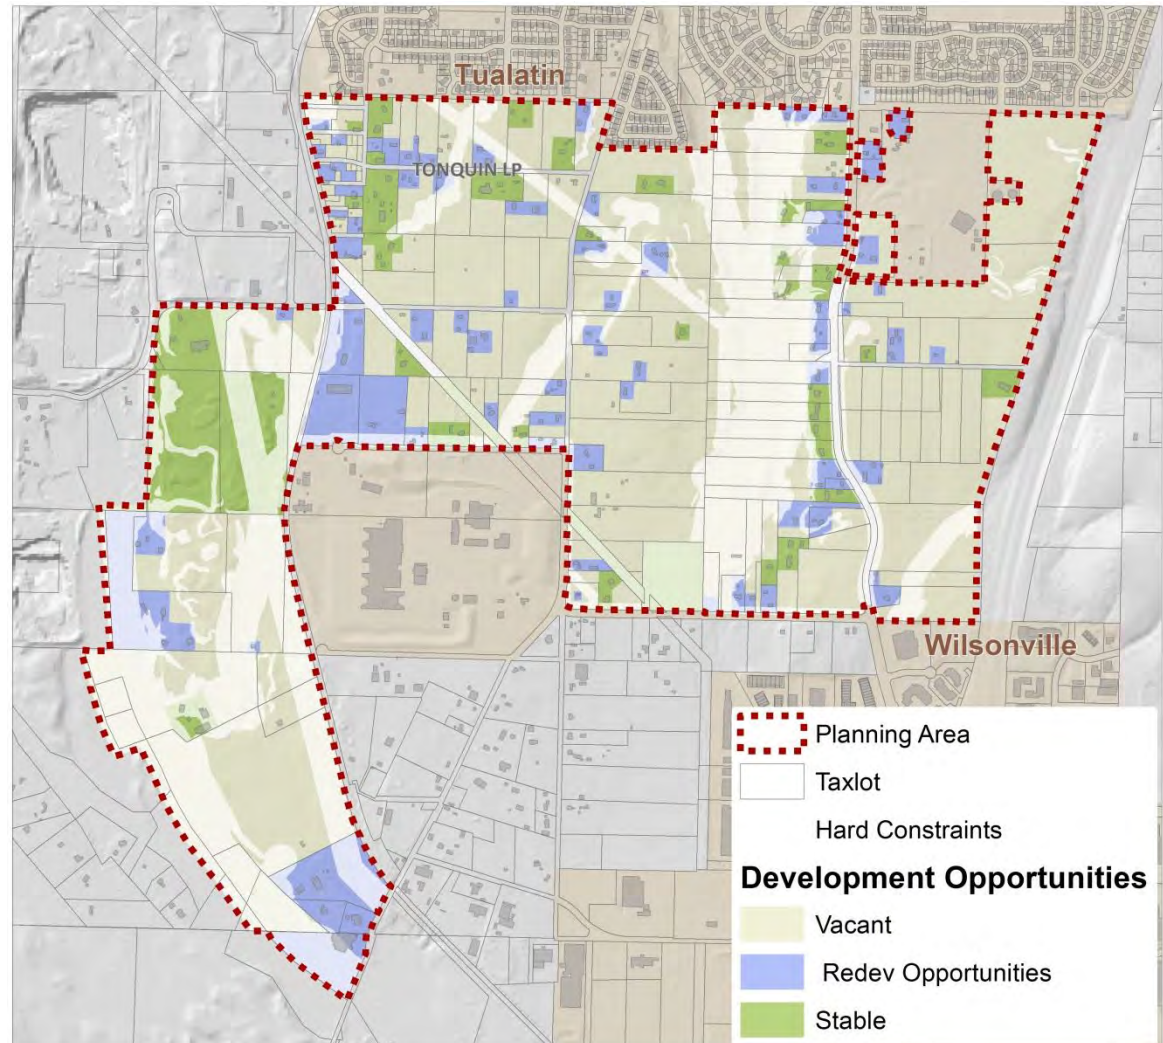 Tualatin
TONQUIN LP
Wilsonville
Planning Area
Taxlot
Hard Constraints
Development Opportunities
Vacant
Redev Opportunities
Stable